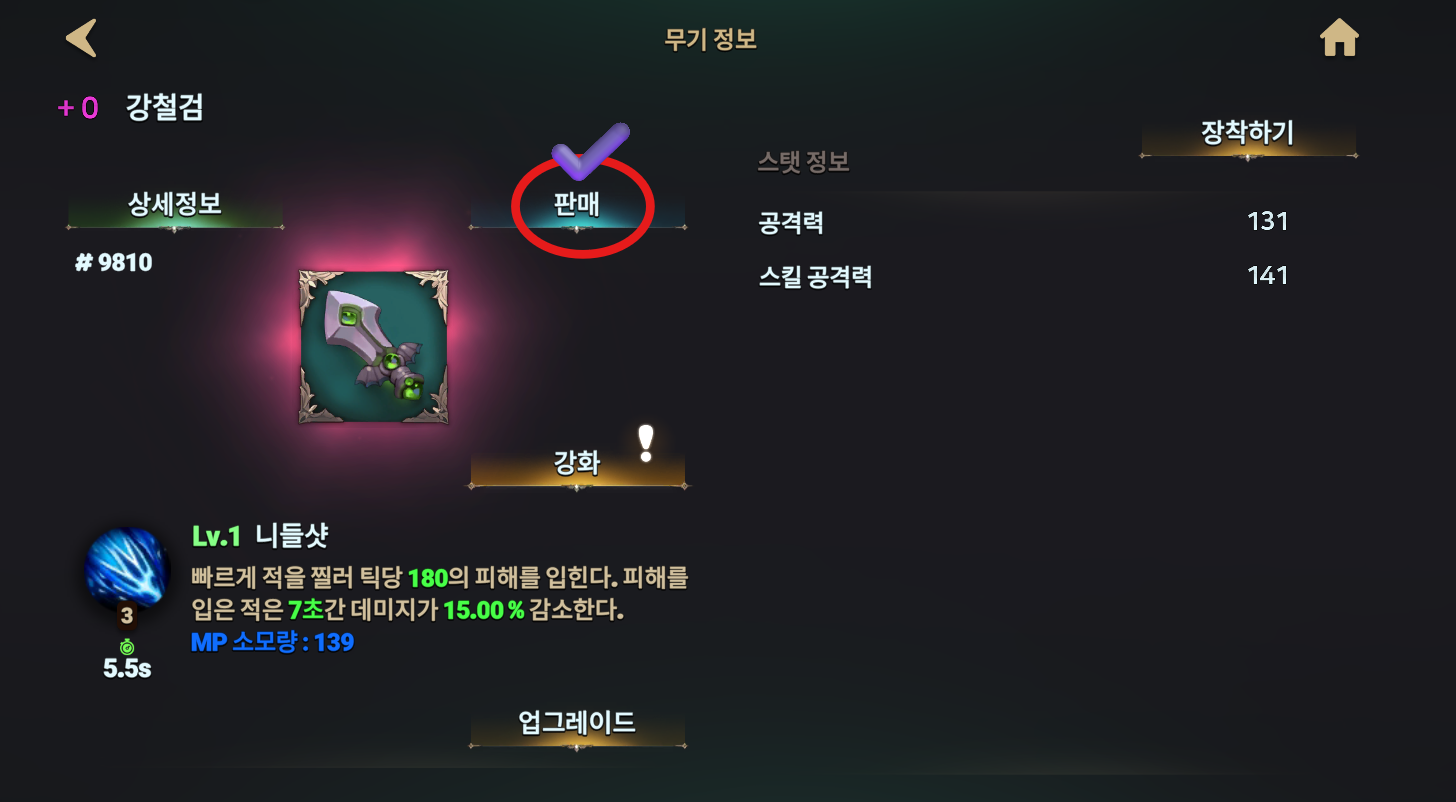 무기 정보
+0 강철검
장착하기
스탯 정보
상세정보
판매
공격력 131
# 9810
스킬 공격력 141
강화
Lv.1 니들샷
빠르게 적을 찔러 틱당 180의 피해를 입힌다. 피해를
입은 적은 7초간 데미지가 15.00% 감소한다.
3
MP 소모량 : 139
5.5s
업그레이드